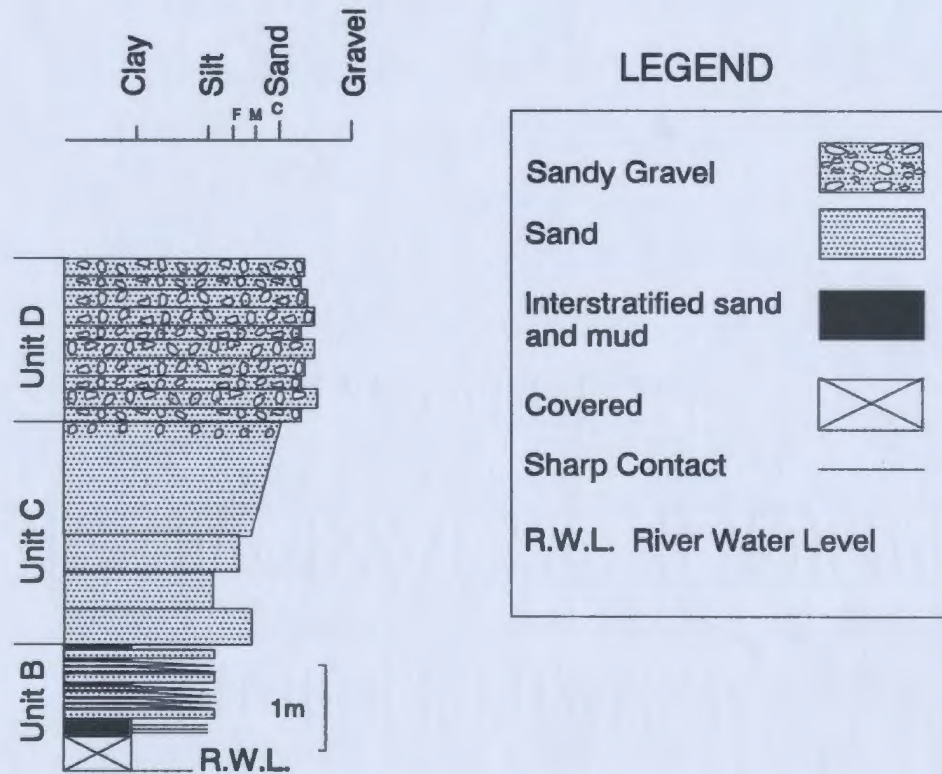 Clay
Silt
Sand
Gravel
F M C
Unit D
Unit C
Unit B
1m
R.W.L.
LEGEND
Sandy Gravel
Sand
Interstratified sand
and mud
Covered
Sharp Contact
R.W.L. River Water Level